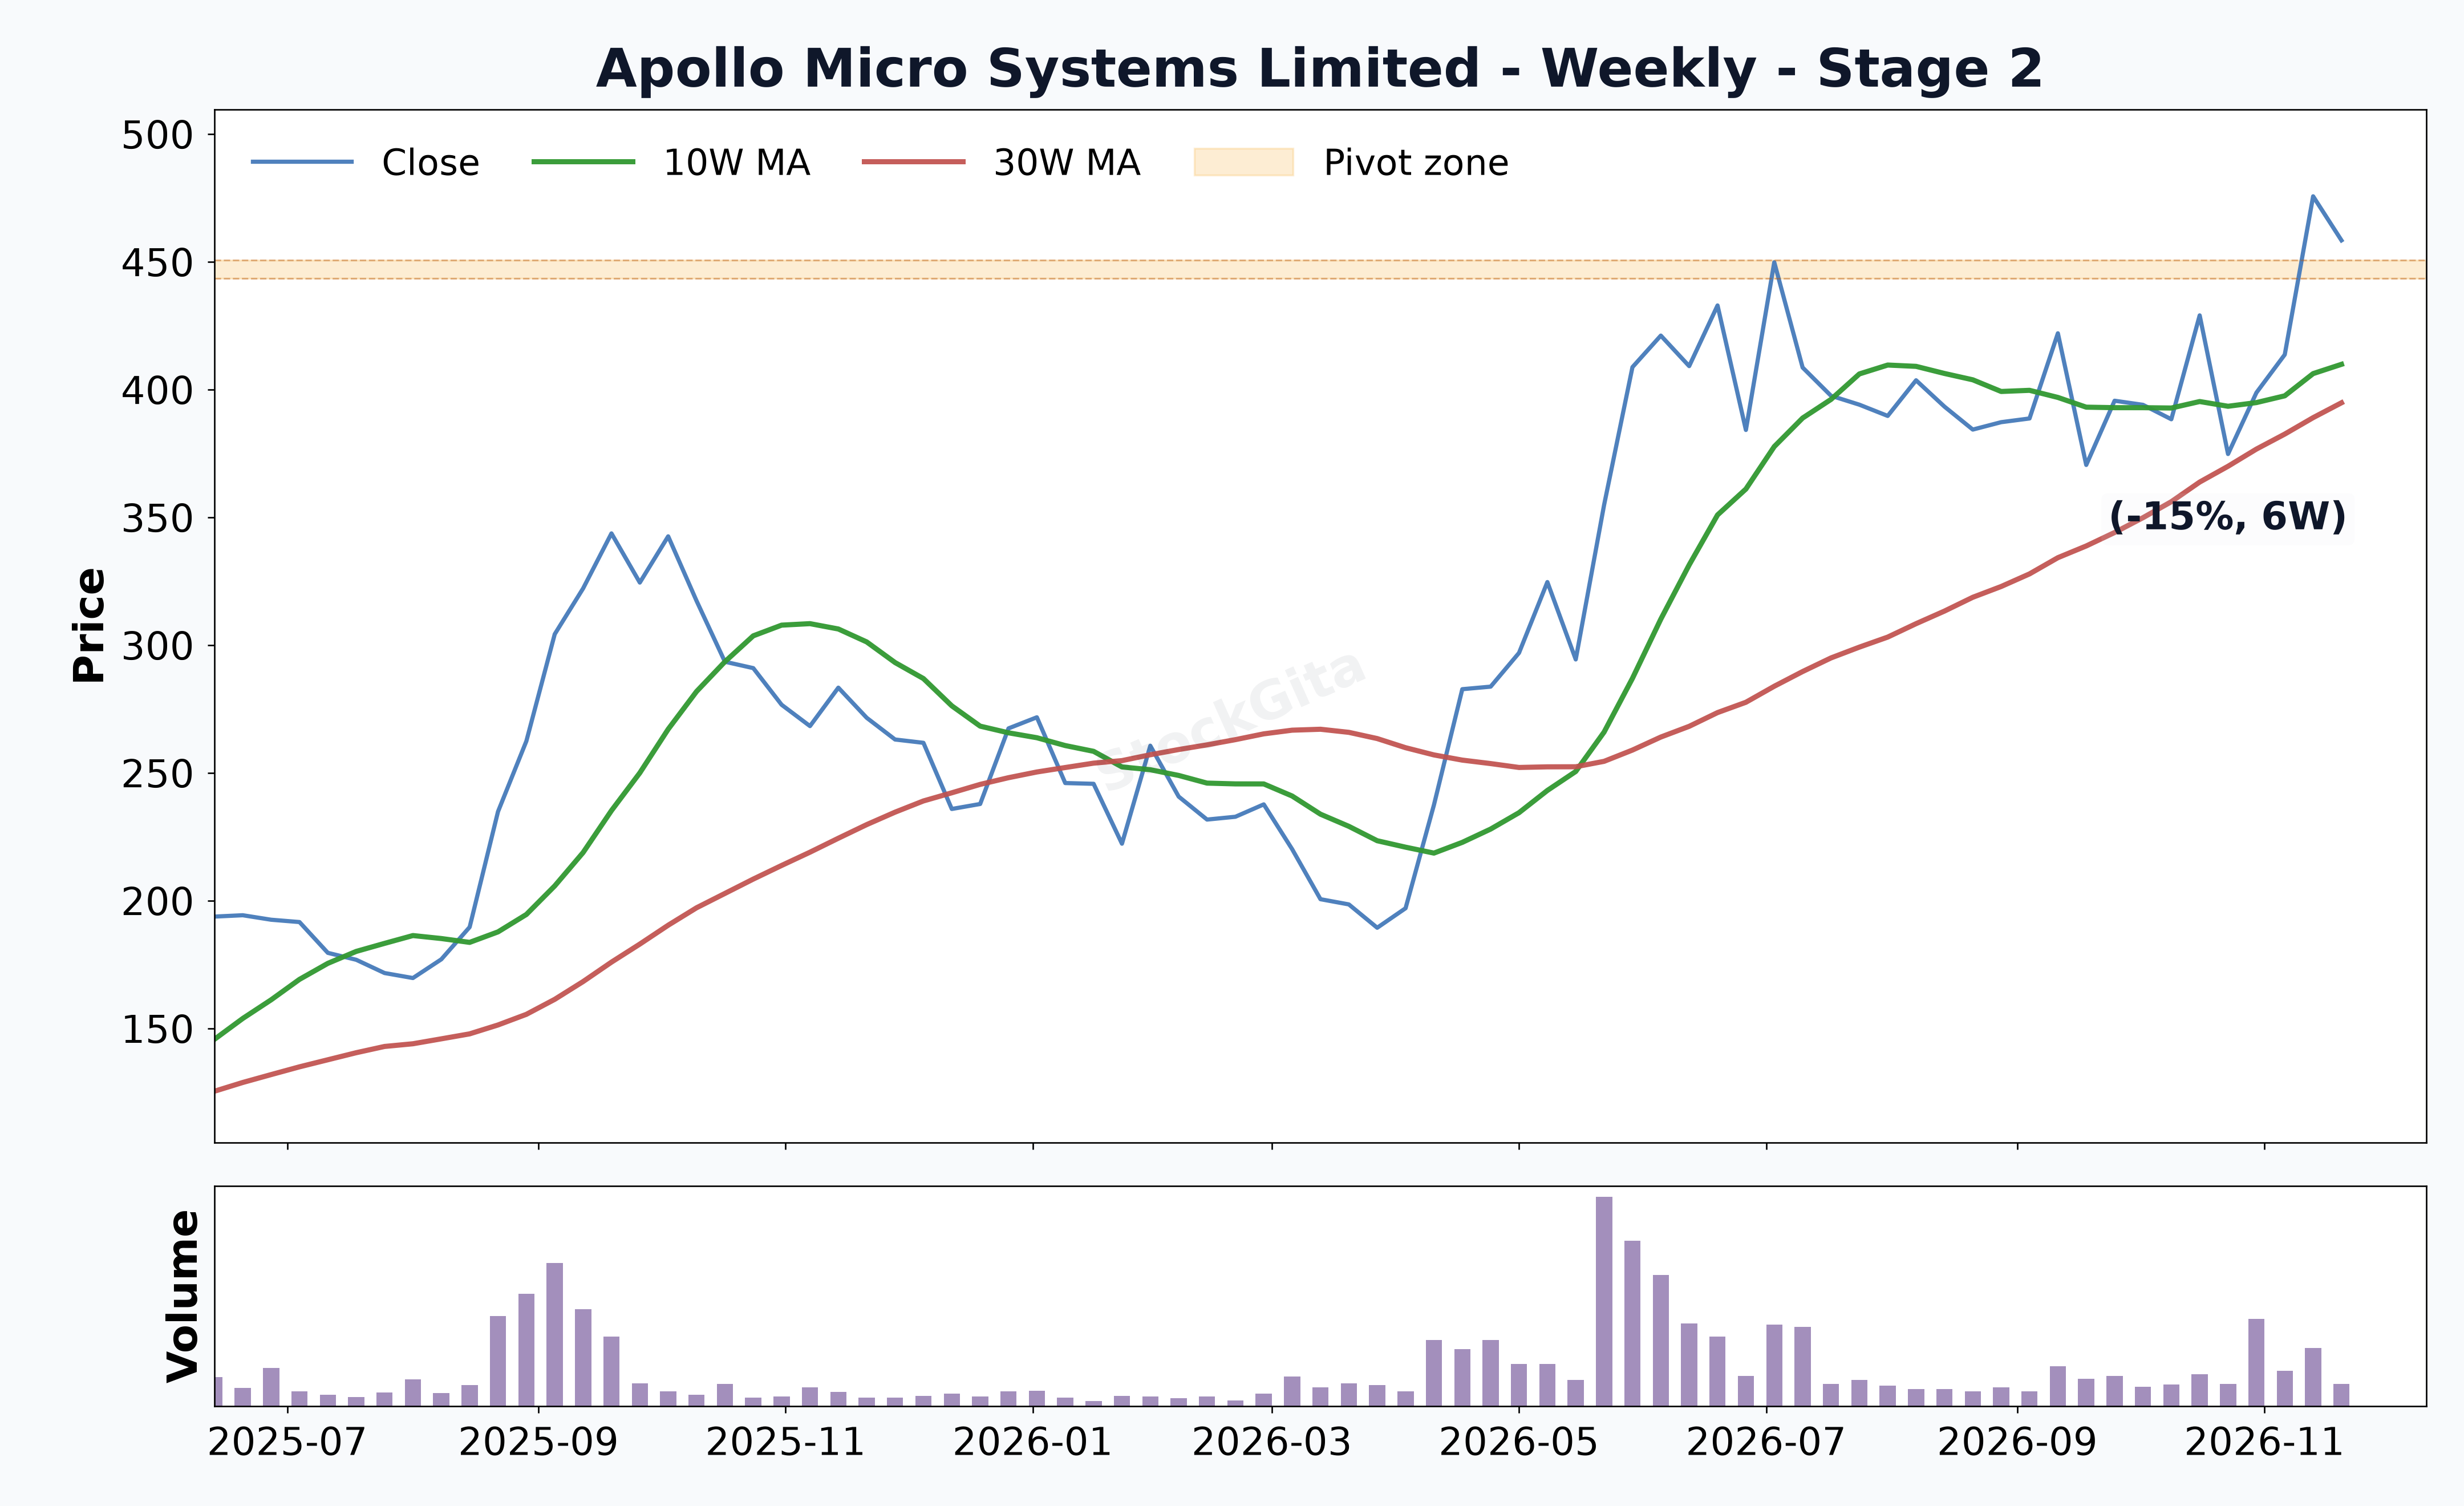 Apollo Micro Systems Limited - Weekly - Stage 2
Close 10W MA 30W MA Pivot zone
500
450
400
350
300
250
200
150
Price
(-15%, 6W)
StockGita
Volume
2025-07 2025-09 2025-11 2026-01 2026-03 2026-05 2026-07 2026-09 2026-11